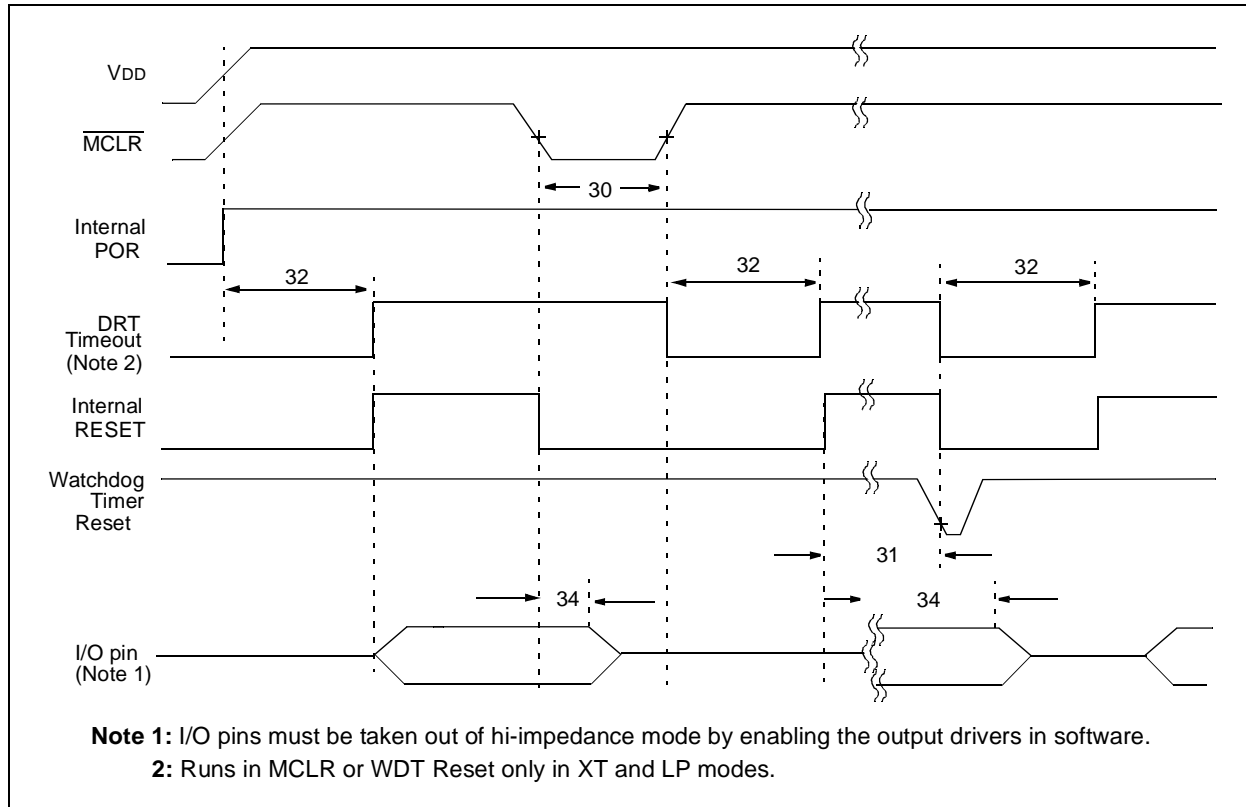 VDD
MCLR
30
Internal
POR
32
32
32
DRT
Timeout
(Note 2)
Internal
RESET
Watchdog
Timer
Reset
31
34
34
I/O pin
(Note 1)
Note 1: I/O pins must be taken out of hi-impedance mode by enabling the output drivers in software.
2: Runs in MCLR or WDT Reset only in XT and LP modes.